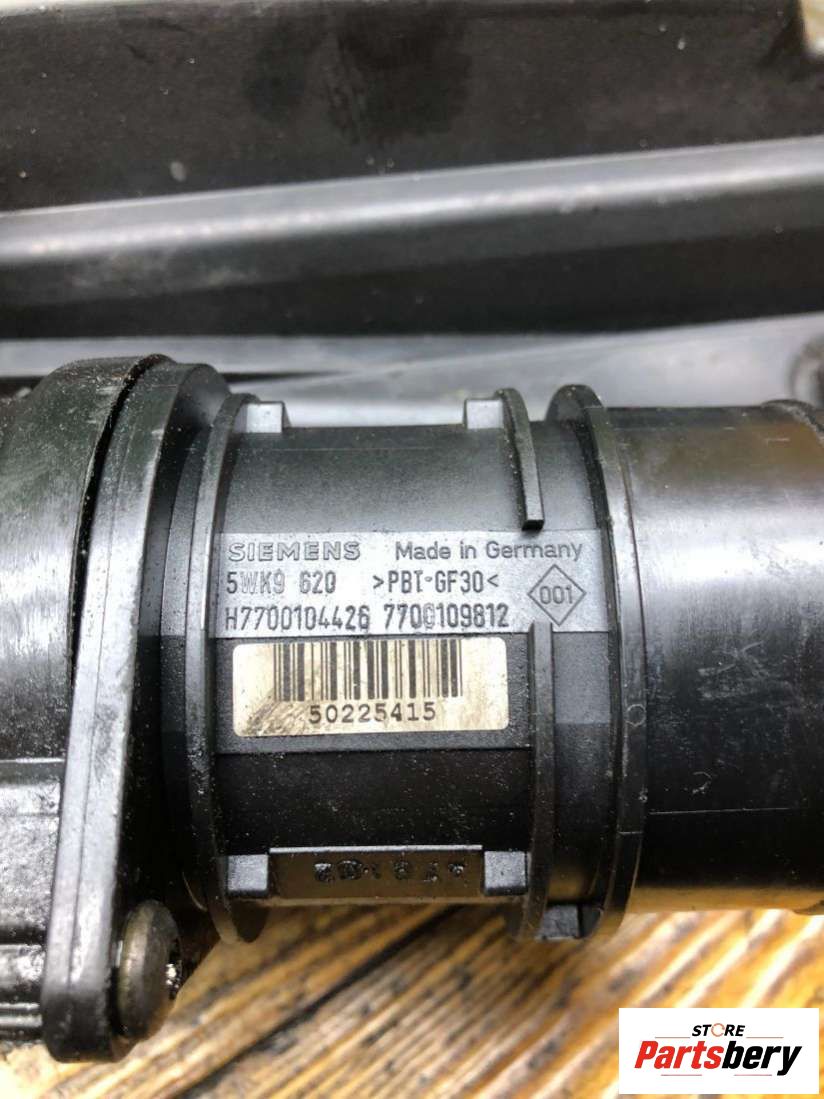 SIEMENS Made in Germany
5WK9 620 >PBT-GF30<
001
H7700104426 7700109812
50225415
STORE
Partsbery